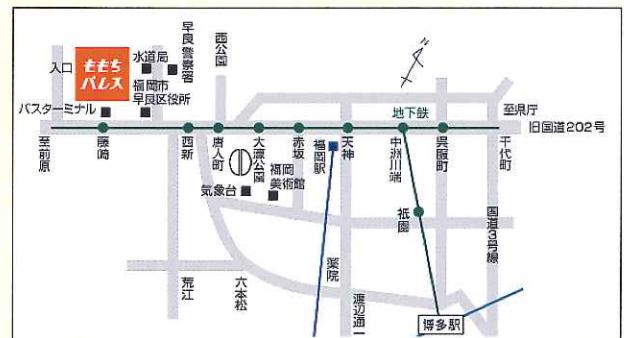 入口
ももち
パレス
水道局
早良警察署
福岡市
早良区役所
バスターミナル
西公園
地下鉄
至県庁
旧国道202号
N
至前原
藤崎
西新
唐人町
大濠公園
赤坂
福岡駅
天神
中洲川端
呉服町
千代町
気象台
福岡
美術館
祇園
国道3号線
荒江
六本松
薬院
渡辺通一
博多駅